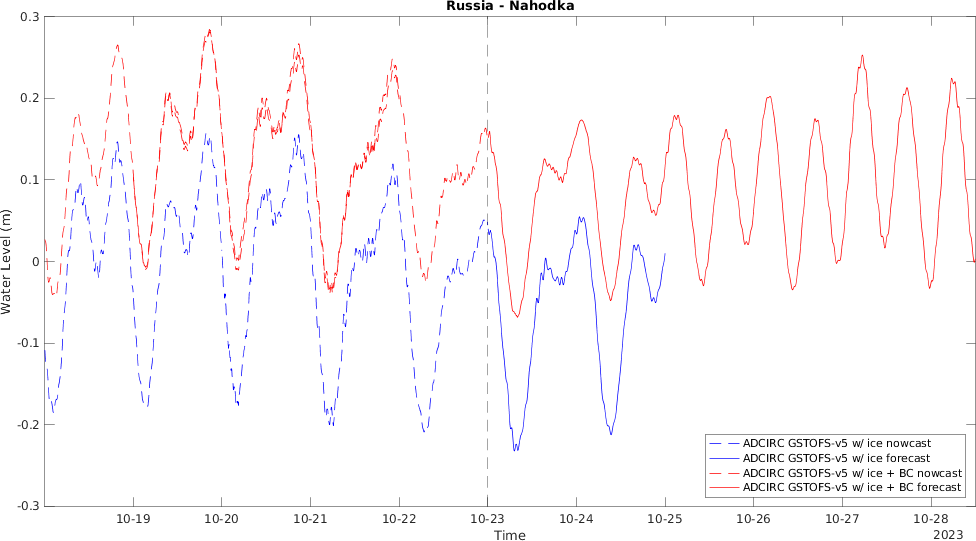 Russia - Nahodka
0.3
0.2
0.1
0
-0.1
-0.2
-0.3
Water Level (m)
10-19 10-20 10-21 10-22 10-23 10-24 10-25 10-26 10-27 10-28
2023
Time
ADCIRC GSTOFS-v5 w/ ice nowcast
ADCIRC GSTOFS-v5 w/ ice forecast
ADCIRC GSTOFS-v5 w/ ice + BC nowcast
ADCIRC GSTOFS-v5 w/ ice + BC forecast